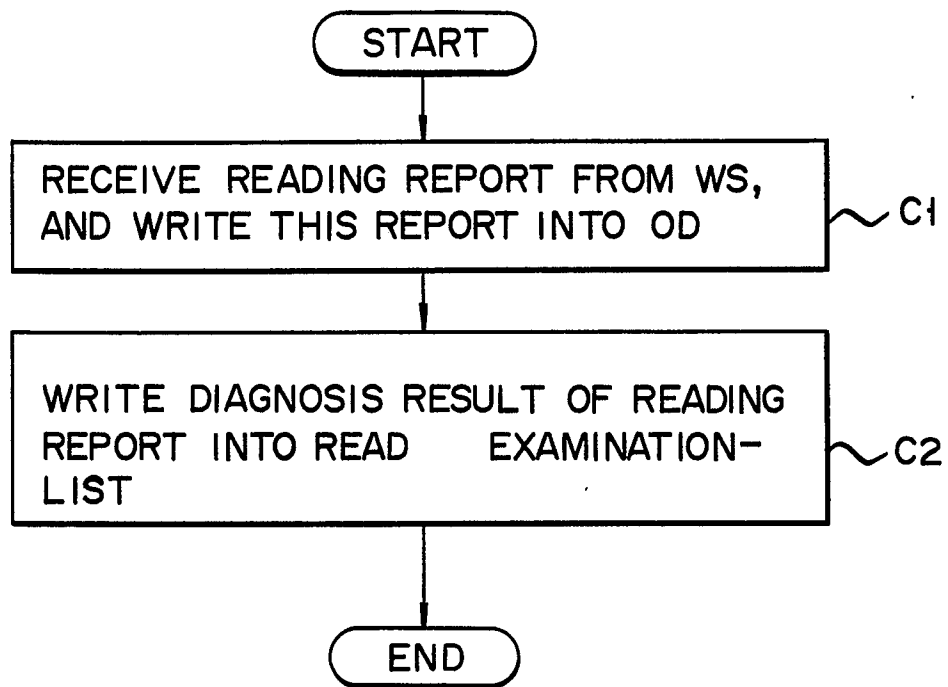 START
RECEIVE READING REPORT FROM WS,
AND WRITE THIS REPORT INTO OD
C1
WRITE DIAGNOSIS RESULT OF READING
REPORT INTO READ EXAMINATION-
LIST
C2
END